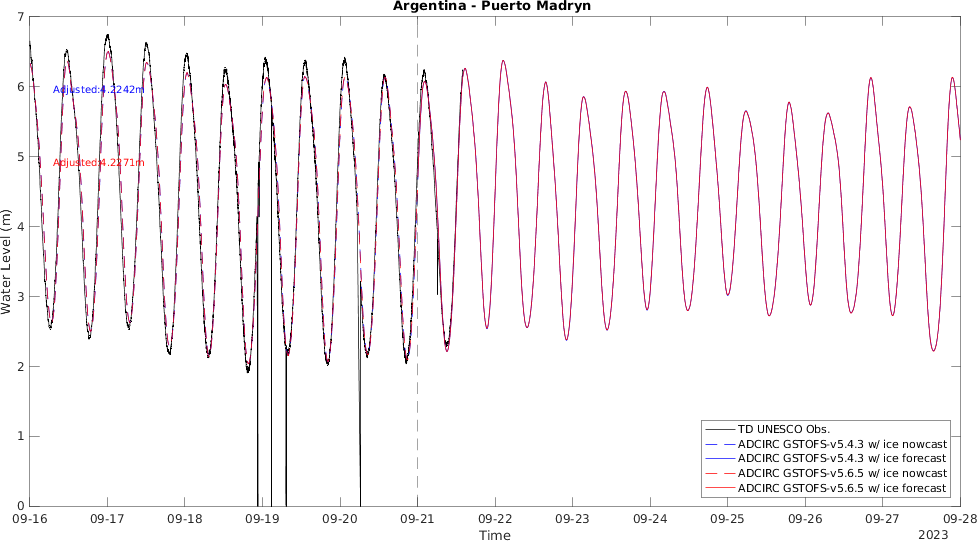 Argentina - Puerto Madryn
7
6
5
4
3
2
1
0
Water Level (m)
Adjusted:4.2242m
Adjusted:4.2271m
TD UNESCO Obs.
ADCIRC GSTOFS-v5.4.3 w/ ice nowcast
ADCIRC GSTOFS-v5.4.3 w/ ice forecast
ADCIRC GSTOFS-v5.6.5 w/ ice nowcast
ADCIRC GSTOFS-v5.6.5 w/ ice forecast
09-16 09-17 09-18 09-19 09-20 09-21 09-22 09-23 09-24 09-25 09-26 09-27 09-28
Time
2023